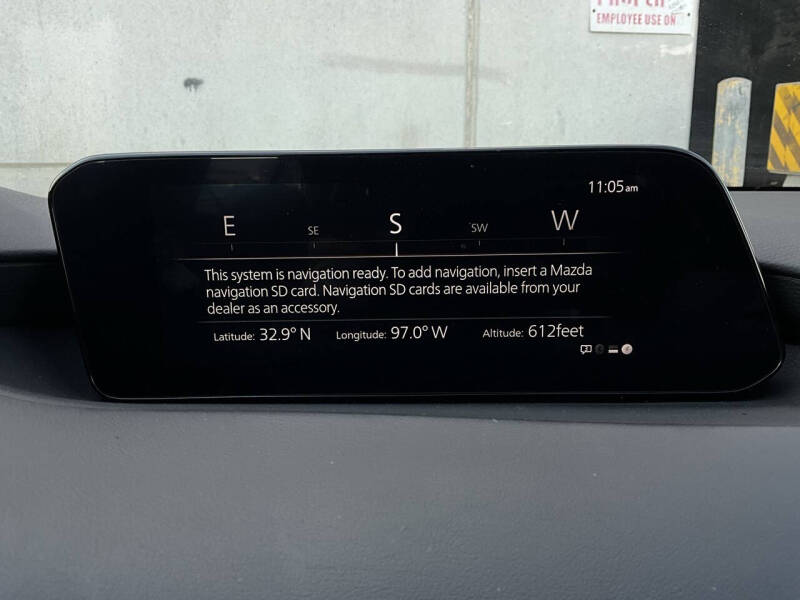 EMPLOYEE USE ON
11:05am
E SE S SW W
This system is navigation ready. To add navigation, insert a Mazda
navigation SD card. Navigation SD cards are available from your
dealer as an accessory.
Latitude: 32.9° N Longitude: 97.0° W Altitude: 612feet